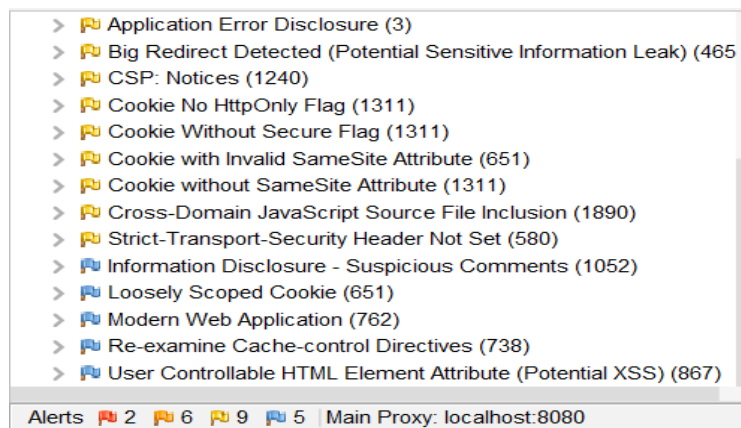 Application Error Disclosure (3)
Big Redirect Detected (Potential Sensitive Information Leak) (465
CSP: Notices (1240)
Cookie No HttpOnly Flag (1311)
Cookie Without Secure Flag (1311)
Cookie with Invalid SameSite Attribute (651)
Cookie without SameSite Attribute (1311)
Cross-Domain JavaScript Source File Inclusion (1890)
Strict-Transport-Security Header Not Set (580)
Information Disclosure - Suspicious Comments (1052)
Loosely Scoped Cookie (651)
Modern Web Application (762)
Re-examine Cache-control Directives (738)
User Controllable HTML Element Attribute (Potential XSS) (867)
Alerts 2 6 9 5 Main Proxy: localhost:8080